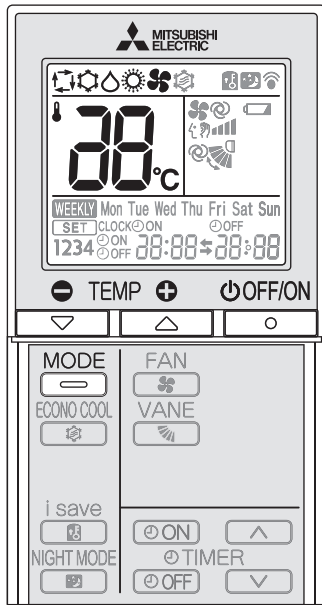 MITSUBISHI
ELECTRIC
88°C
WEEKLY Mon Tue Wed Thu Fri Sat Sun
SET CLOCK ON OFF
1234 ON OFF 88:88 88:88
TEMP OFF/ON
MODE FAN
ECONO COOL VANE
i save
ON
NIGHT MODE TIMER
OFF